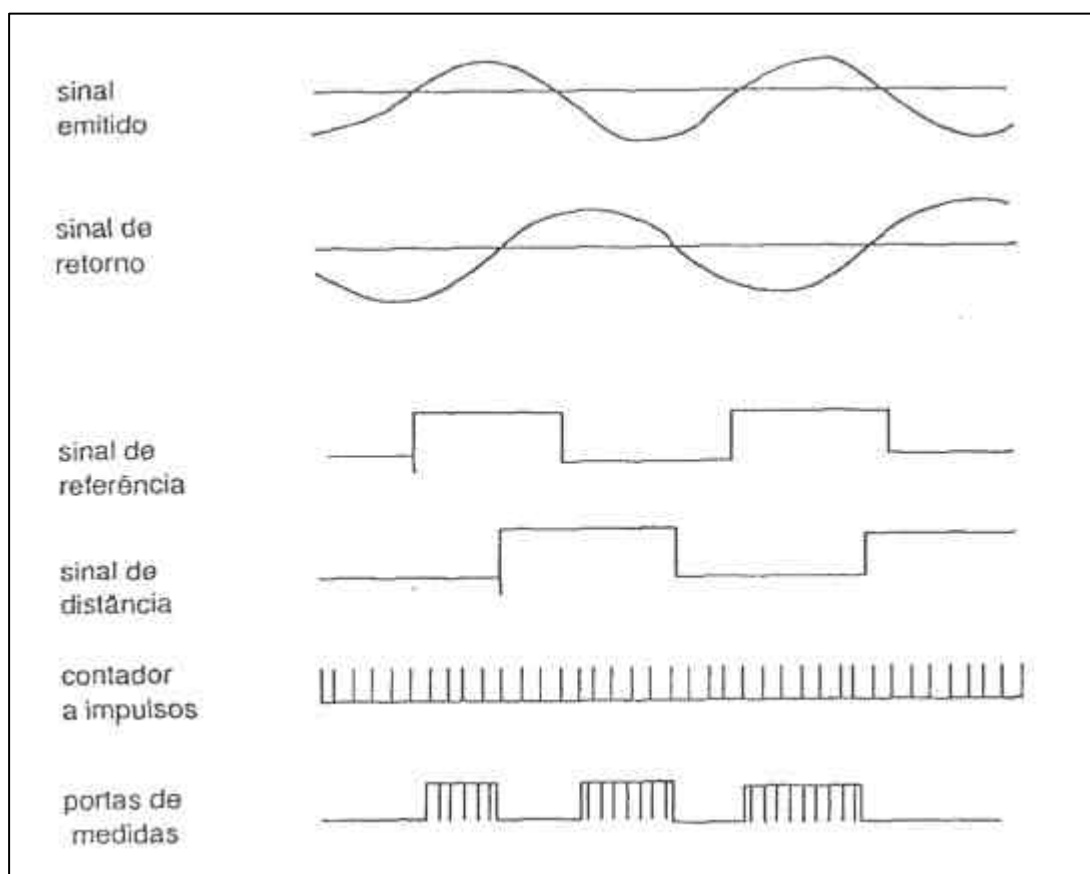 sinal
emitido
sinal de
retorno
sinal de
referência
sinal de
distância
contador
a impulsos
portas de
medidas